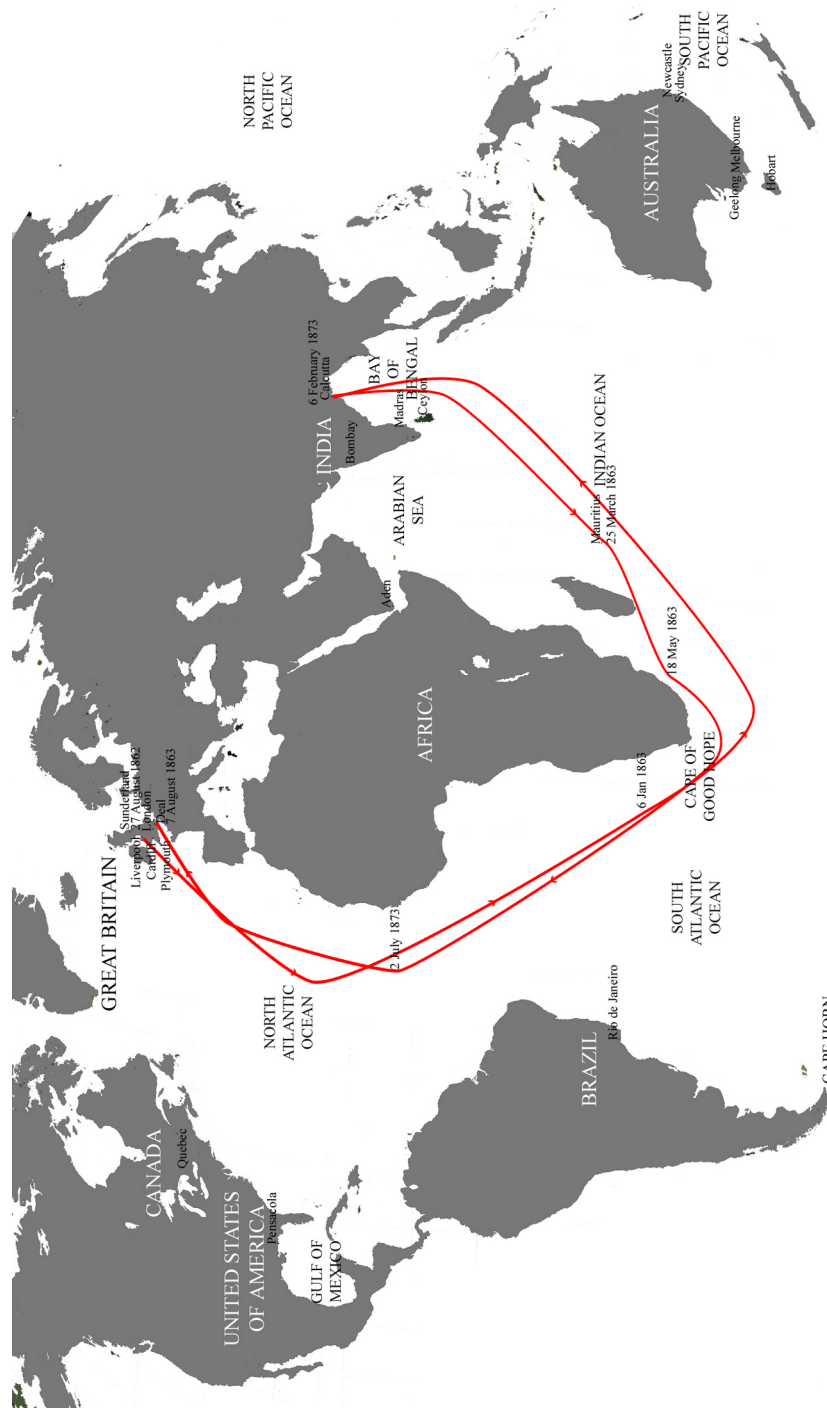 GREAT BRITAIN
Liverpool
Cardiff
Plymouth
Sunderland
27 August 1862
London
Deal
7 August 1863
CANADA
Quebec
UNITED STATES
OF AMERICA
Pensacola
GULF OF
MEXICO
NORTH
ATLANTIC
OCEAN
2 July 1873
BRAZIL
Rio de Janeiro
SOUTH
ATLANTIC
OCEAN
CAPE HORN
AFRICA
6 Jan 1863
CAPE OF
GOOD HOPE
18 May 1863
Aden
ARABIAN
SEA
INDIA
Bombay
6 February 1873
Calcutta
BAY
OF
BENGAL
Madras
Ceylon
Mauritius
25 March 1863
INDIAN OCEAN
NORTH
PACIFIC
OCEAN
AUSTRALIA
Newcastle
Sydney
SOUTH
PACIFIC
OCEAN
Geelong Melbourne
Hobart